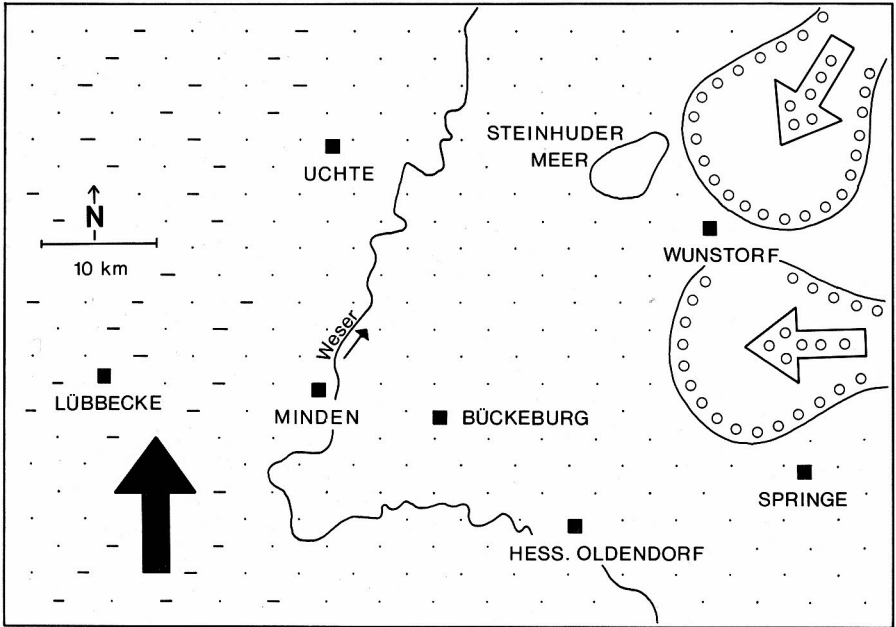 STEINHUDER
MEER
UCHTE
N
10 km
WUNSTORF
Weser
LÜBBECKE
MINDEN
BÜCKEBURG
SPRINGE
HESS. OLDENDORF